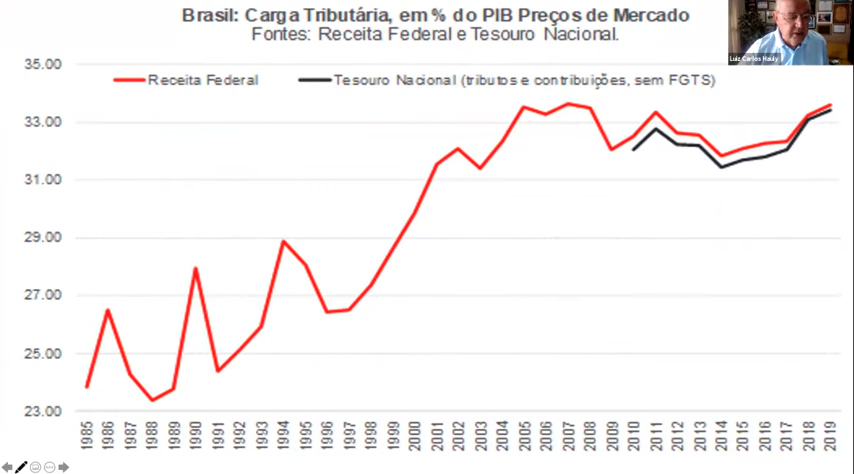 Brasil: Carga Tributária, em % do PIB Preços de Mercado
Fontes: Receita Federal e Tesouro Nacional.
Luiz Carlos Hauly
35.00
Receita Federal
Tesouro Nacional (tributos e contribuições, sem FGTS)
33.00
31.00
29.00
27.00
25.00
23.00
1985 1986 1987 1988 1989 1990 1991 1992 1993 1994 1995 1996 1997 1998 1999 2000 2001 2002 2003 2004 2005 2006 2007 2008 2009 2010 2011 2012 2013 2014 2015 2016 2017 2018 2019